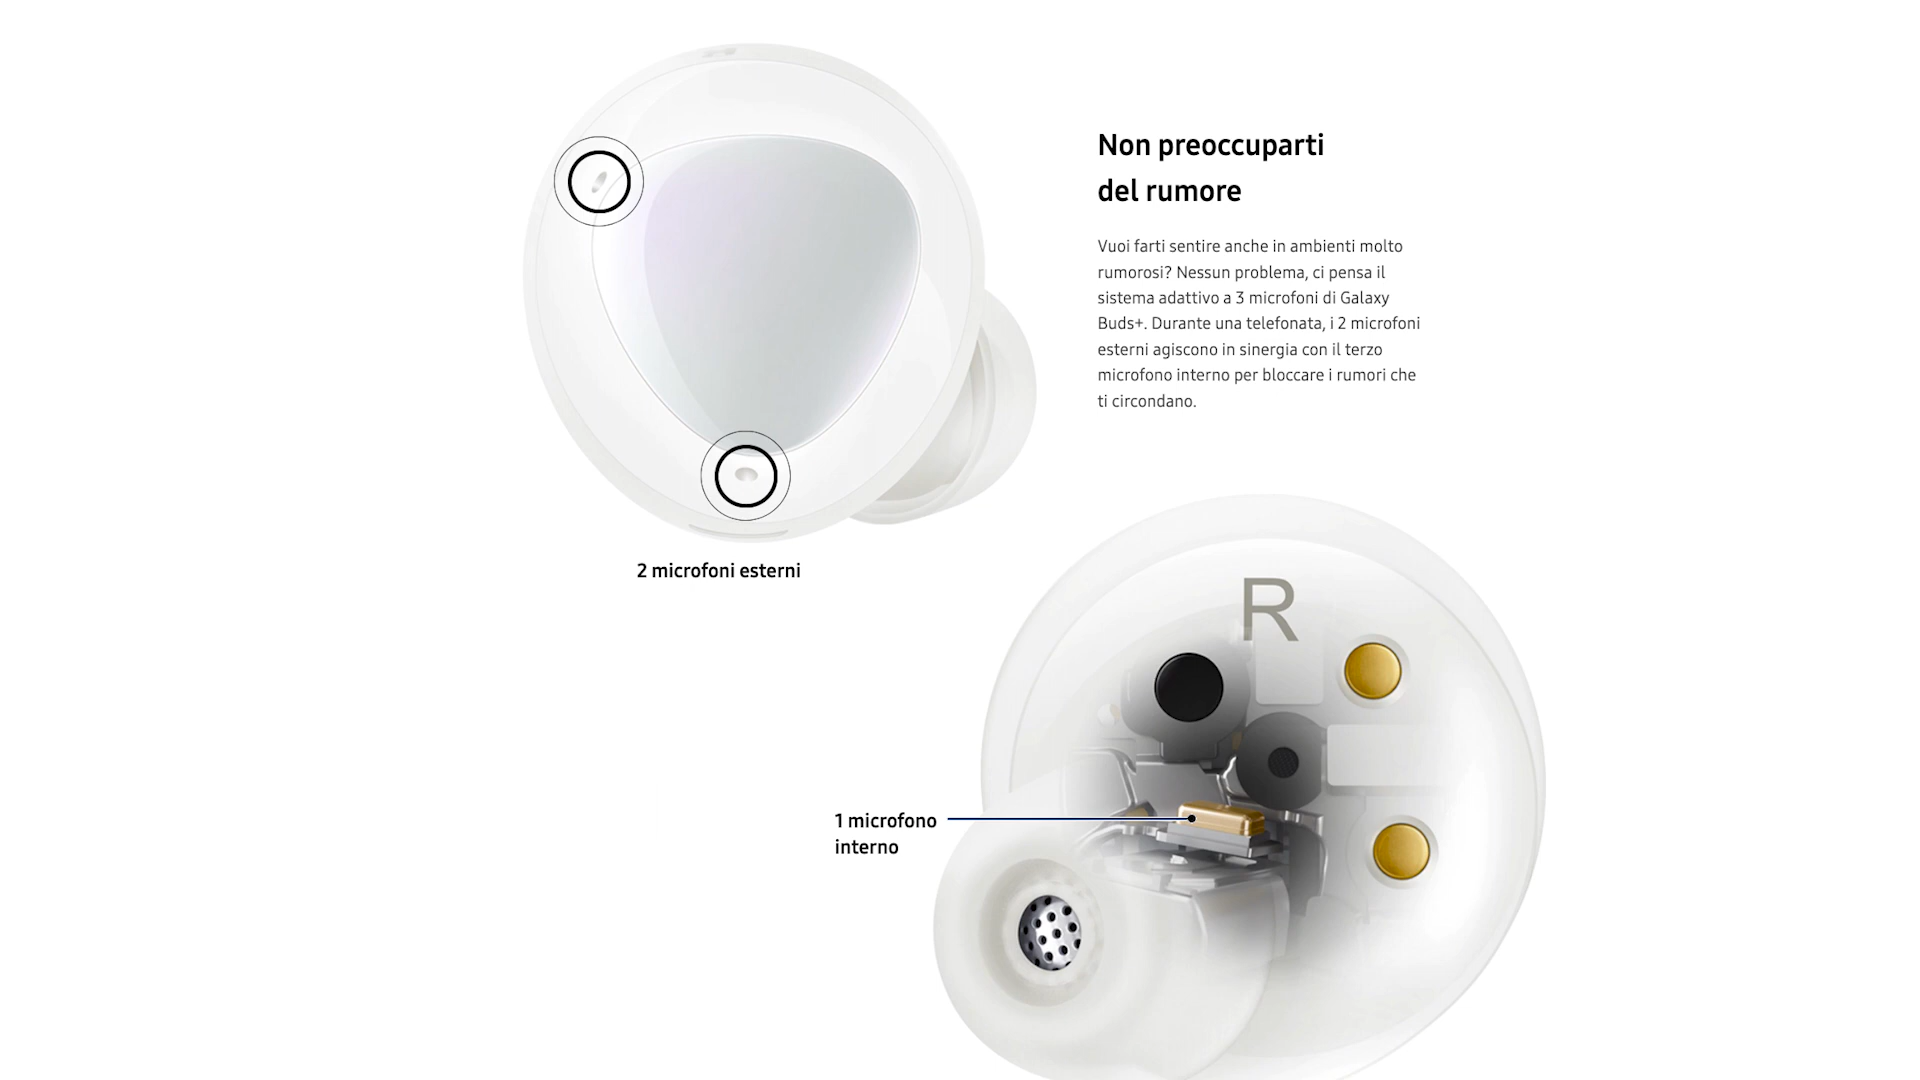 Non preoccuparti
del rumore
Vuoi farti sentire anche in ambienti molto
rumorosi? Nessun problema, ci pensa il
sistema adattivo a 3 microfoni di Galaxy
Buds+. Durante una telefonata, i 2 microfoni
esterni agiscono in sinergia con il terzo
microfono interno per bloccare i rumori che
ti circondano.
2 microfoni esterni
R
1 microfono
interno